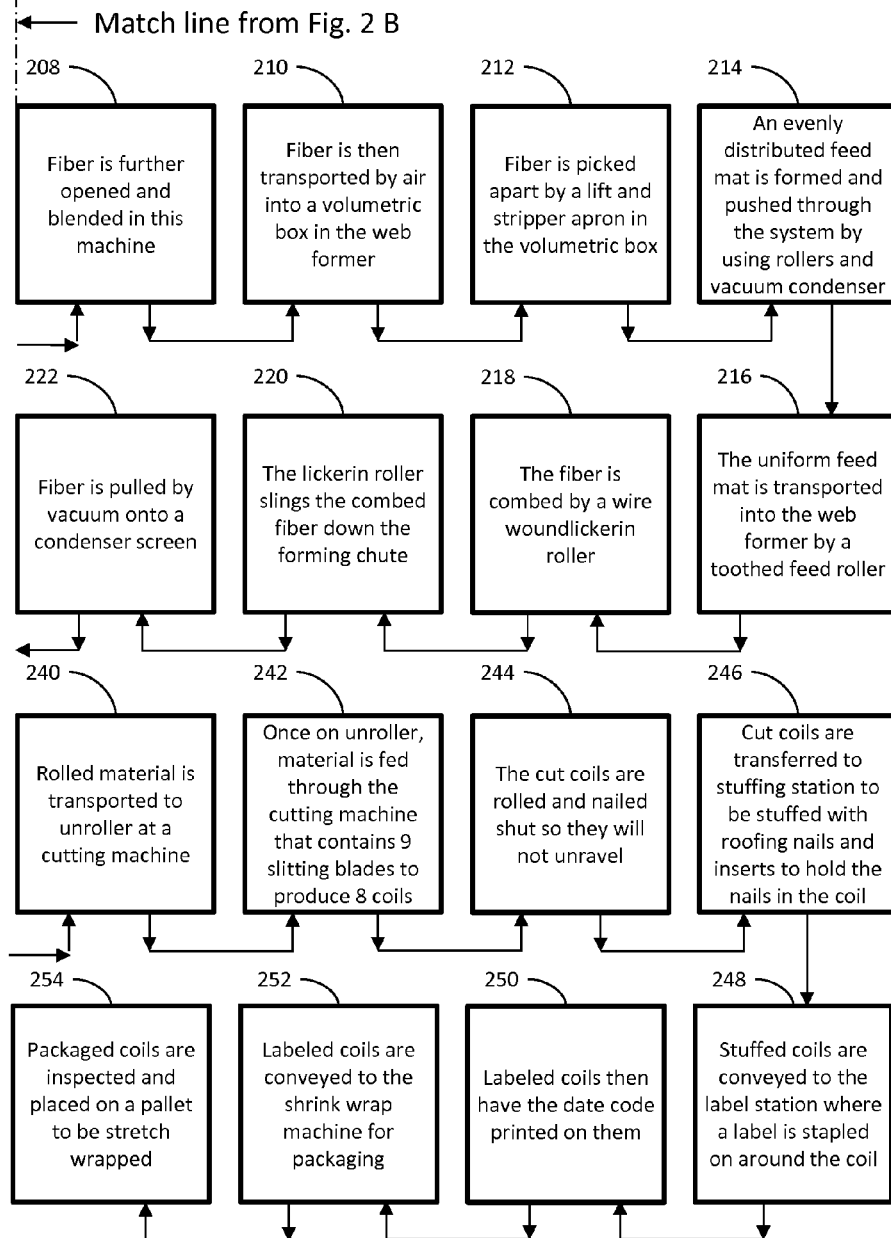 Match line from Fig. 2 B
208
Fiber is further
opened and
blended in this
machine
210
Fiber is then
transported by air
into a volumetric
box in the web
former
212
Fiber is picked
apart by a lift and
stripper apron in
the volumetric box
214
An evenly
distributed feed
mat is formed and
pushed through
the system by
using rollers and
vacuum condenser
222
Fiber is pulled by
vacuum onto a
condenser screen
220
The lickerin roller
slings the combed
fiber down the
forming chute
218
The fiber is
combed by a wire
woundlickerin
roller
216
The uniform feed
mat is transported
into the web
former by a
toothed feed roller
240
Rolled material is
transported to
unroller at a
cutting machine
242
Once on unroller,
material is fed
through the
cutting machine
that contains 9
slitting blades to
produce 8 coils
244
The cut coils are
rolled and nailed
shut so they will
not unravel
246
Cut coils are
transferred to
stuffing station to
be stuffed with
roofing nails and
inserts to hold the
nails in the coil
254
Packaged coils are
inspected and
placed on a pallet
to be stretch
wrapped
252
Labeled coils are
conveyed to the
shrink wrap
machine for
packaging
250
Labeled coils then
have the date code
printed on them
248
Stuffed coils are
conveyed to the
label station where
a label is stapled
on around the coil